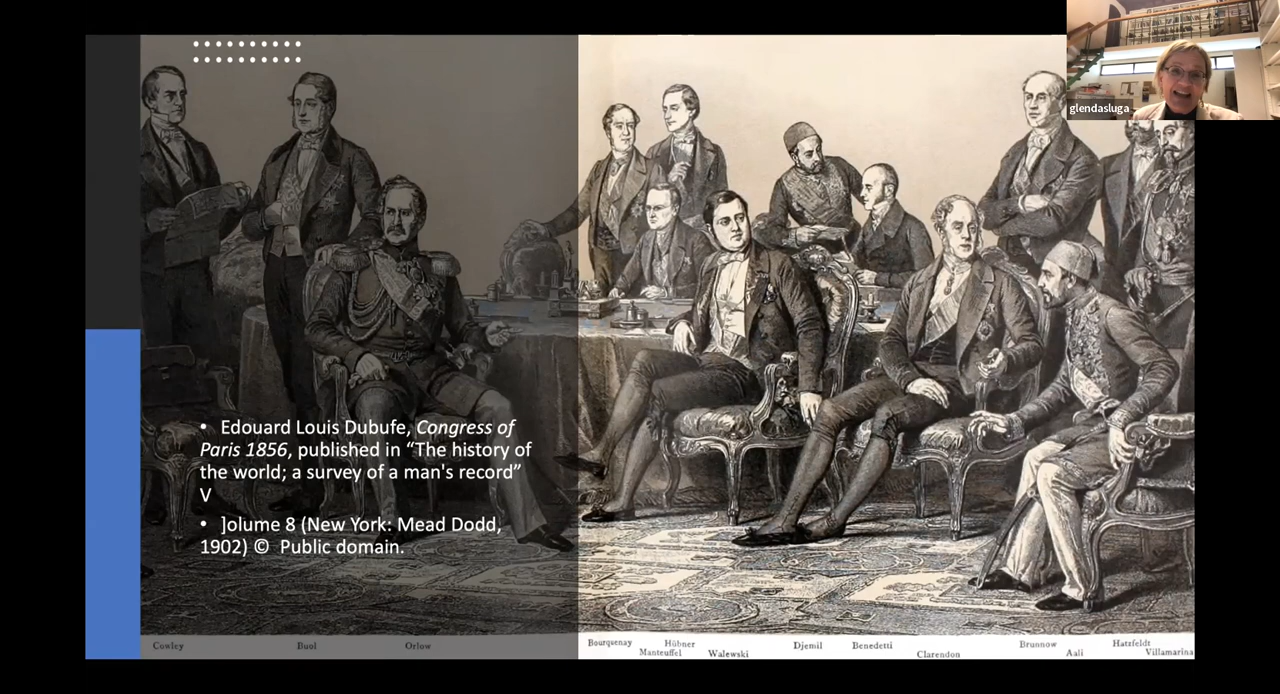 glendasluga
• Edouard Louis Dubufe, Congress of
Paris 1856, published in “The history of
the world; a survey of a man's record”
V
• ]olume 8 (New York: Mead Dodd,
1902) © Public domain.
Cowley Buol Orlow Bourquenay Hübner Djemil Benedetti Brunnow Hatzfeldt
Manteuffel Walewski Clarendon Aali Villamarina